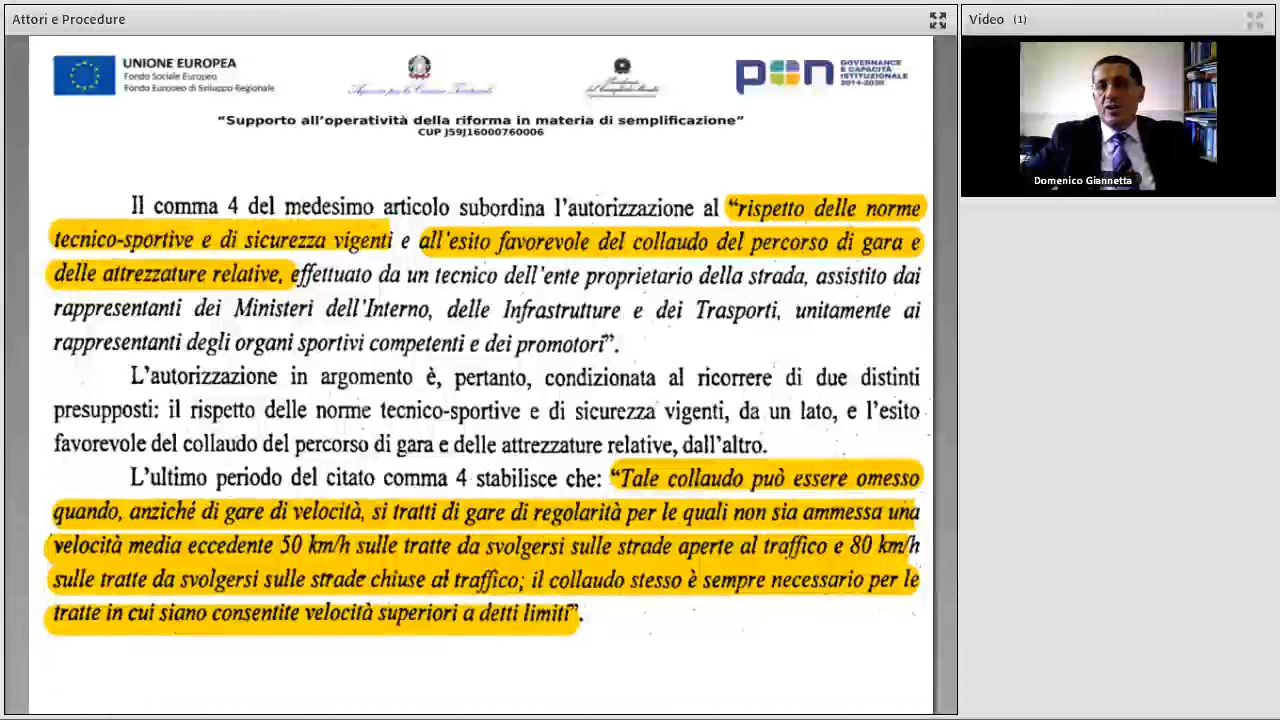 Attori e Procedure
Video (1)
UNIONE EUROPEA
Fondo Sociale Europeo
Fondo Europeo di Sviluppo Regionale
Agenzia per la Coesione Territoriale
pon
GOVERNANCE
E CAPACITÀ
ISTITUZIONALE
2014-2020
“Supporto all’operatività della riforma in materia di semplificazione”
CUP J59J16000760006
Domenico Giannetta
Il comma 4 del medesimo articolo subordina l’autorizzazione al “rispetto delle norme
tecnico-sportive e di sicurezza vigenti e all’esito favorevole del collaudo del percorso di gara e
delle attrezzature relative, effettuato da un tecnico dell’ente proprietario della strada, assistito dai
rappresentanti dei Ministeri dell’Interno, delle Infrastrutture e dei Trasporti, unitamente ai
rappresentanti degli organi sportivi competenti e dei promotori”.
L’autorizzazione in argomento è, pertanto, condizionata al ricorrere di due distinti
presupposti: il rispetto delle norme tecnico-sportive e di sicurezza vigenti, da un lato, e l’esito
favorevole del collaudo del percorso di gara e delle attrezzature relative, dall’altro.
L’ultimo periodo del citato comma 4 stabilisce che: “Tale collaudo può essere omesso
quando, anziché di gare di velocità, si tratti di gare di regolarità per le quali non sia ammessa una
velocità media eccedente 50 km/h sulle tratte da svolgersi sulle strade aperte al traffico e 80 km/h
sulle tratte da svolgersi sulle strade chiuse al traffico; il collaudo stesso è sempre necessario per le
tratte in cui siano consentite velocità superiori a detti limiti”.